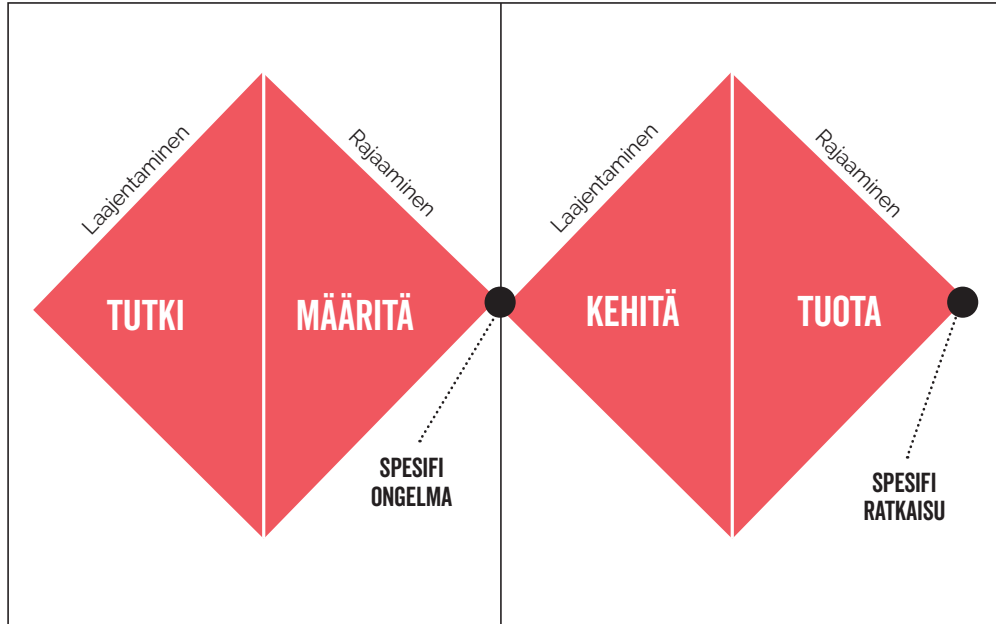 Laajentaminen
Rajaaminen
TUTKI
MÄÄRITÄ
SPESIFI
ONGELMA
Laajentaminen
Rajaaminen
KEHITÄ
TUOTA
SPESIFI
RATKAISU